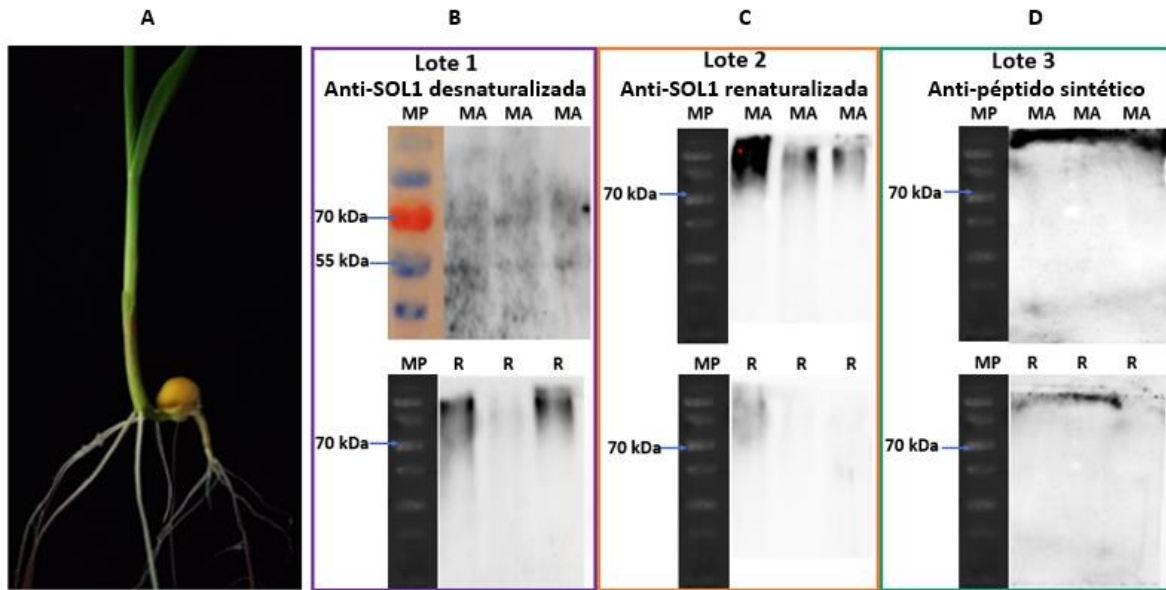 A
B
C
D
Lote 1
Anti-SOL1 desnaturalizada
MP MA MA MA
70 kDa
55 kDa
MP R R R
70 kDa
Lote 2
Anti-SOL1 renaturalizada
MP MA MA MA
70 kDa
MP R R R
70 kDa
Lote 3
Anti-péptido sintético
MP MA MA MA
70 kDa
MP R R R
70 kDa